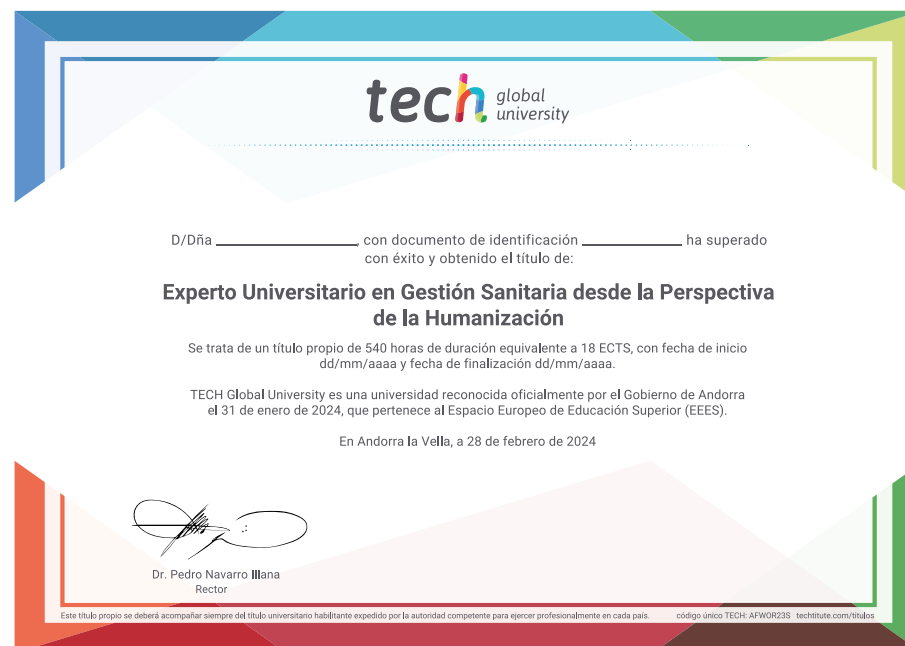 tech global university
D/Dña ________________, con documento de identificación ____________ ha superado
con éxito y obtenido el título de:
Experto Universitario en Gestión Sanitaria desde la Perspectiva
de la Humanización
Se trata de un título propio de 540 horas de duración equivalente a 18 ECTS, con fecha de inicio
dd/mm/aaaa y fecha de finalización dd/mm/aaaa.
TECH Global University es una universidad reconocida oficialmente por el Gobierno de Andorra
el 31 de enero de 2024, que pertenece al Espacio Europeo de Educación Superior (EEES).
En Andorra la Vella, a 28 de febrero de 2024
Dr. Pedro Navarro Illana
Rector
Este título propio se deberá acompañar siempre del título universitario habilitante expedido por la autoridad competente para ejercer profesionalmente en cada país. código único TECH: AFWOR23S techtitute.com/titulos